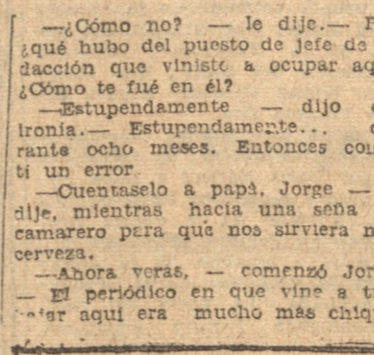 —¿Cómo no? — le dije.— F
¿qué hubo del puesto de jefe de
dacción que viniste a ocupar aq
¿Cómo te fué en él?
—Estupendamente — dijo c
ironía.— Estupendamente...
rante ocho meses. Entonces co
tí un error
—Cuentaselo a papá, Jorge —
dije, mientras hacía una seña
camarero para que nos sirviera m
cerveza.
—Ahora verás, — comenzó Jor
— El periódico en que vine a t
bajar aquí era mucho más chiq